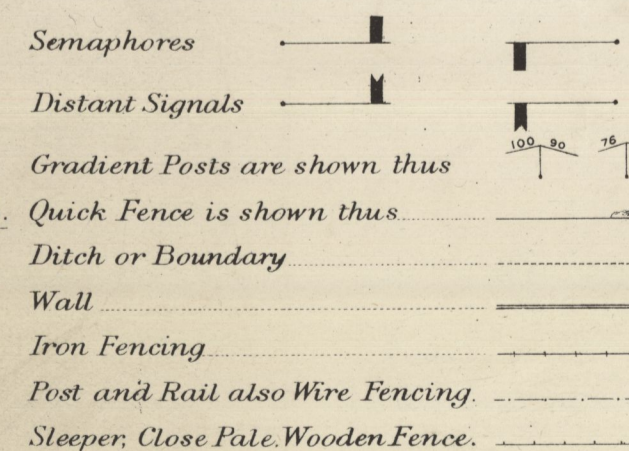 Semaphores
Distant Signals
Gradient Posts are shown thus 100 90 76
Quick Fence is shown thus
Ditch or Boundary
Wall
Iron Fencing
Post and Rail also Wire Fencing.
Sleeper, Close Pale. Wooden Fence.